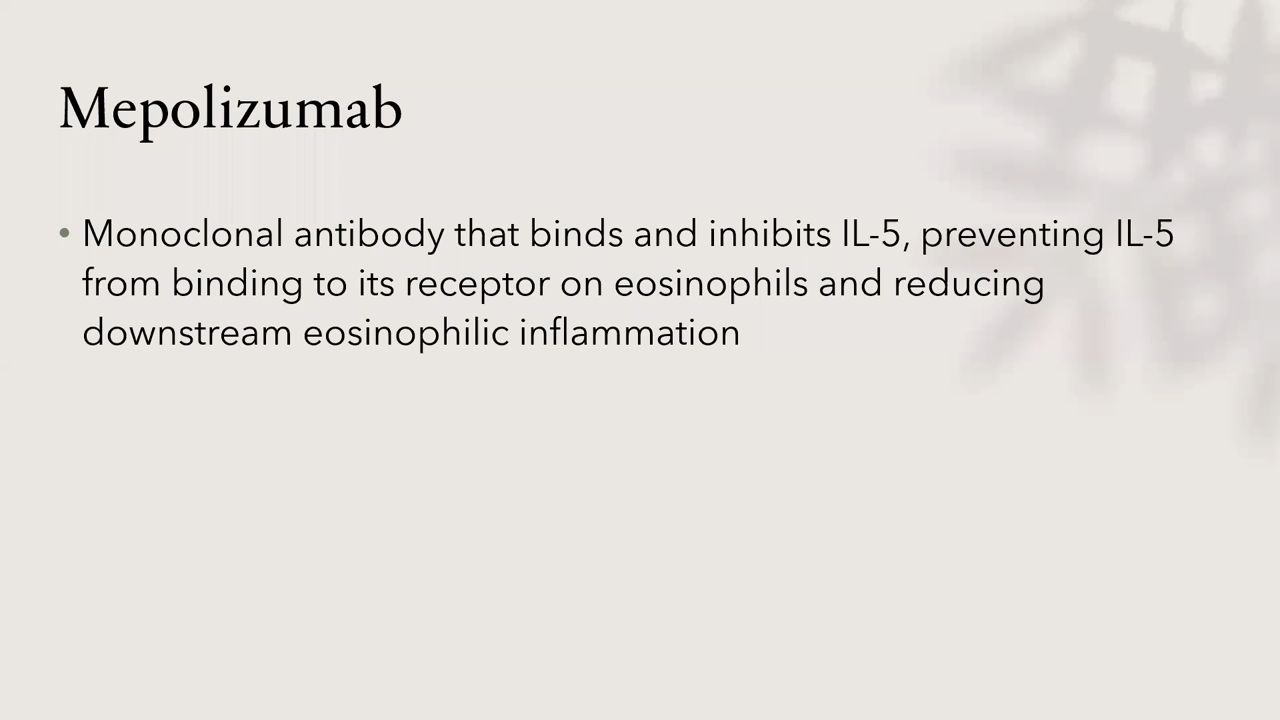 Mepolizumab
• Monoclonal antibody that binds and inhibits IL-5, preventing IL-5
from binding to its receptor on eosinophils and reducing
downstream eosinophilic inflammation